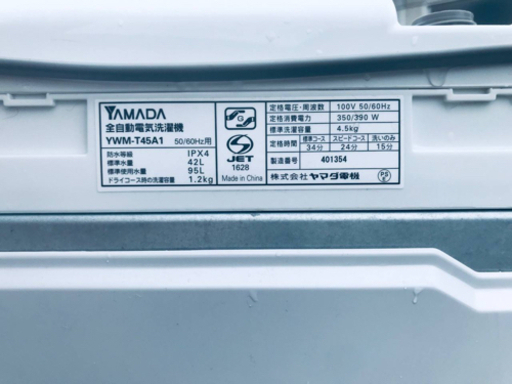 YAMADA
全自動電気洗濯機
YWM-T45A1 50/60Hz用
防水等級 IPX4
標準水量 42L
標準使用水量 95L
ドライコース時の洗濯容量 1.2kg
JET
1628
Made in China
定格電圧・周波数 100V 50/60Hz
定格消費電力 350/390 W
標準洗濯・脱水容量 4.5kg
定格時間 標準コース スピードコース 洗いのみ
34分 24分 15分
製造番号 401354
株式会社 ヤマダ電機
PS
E